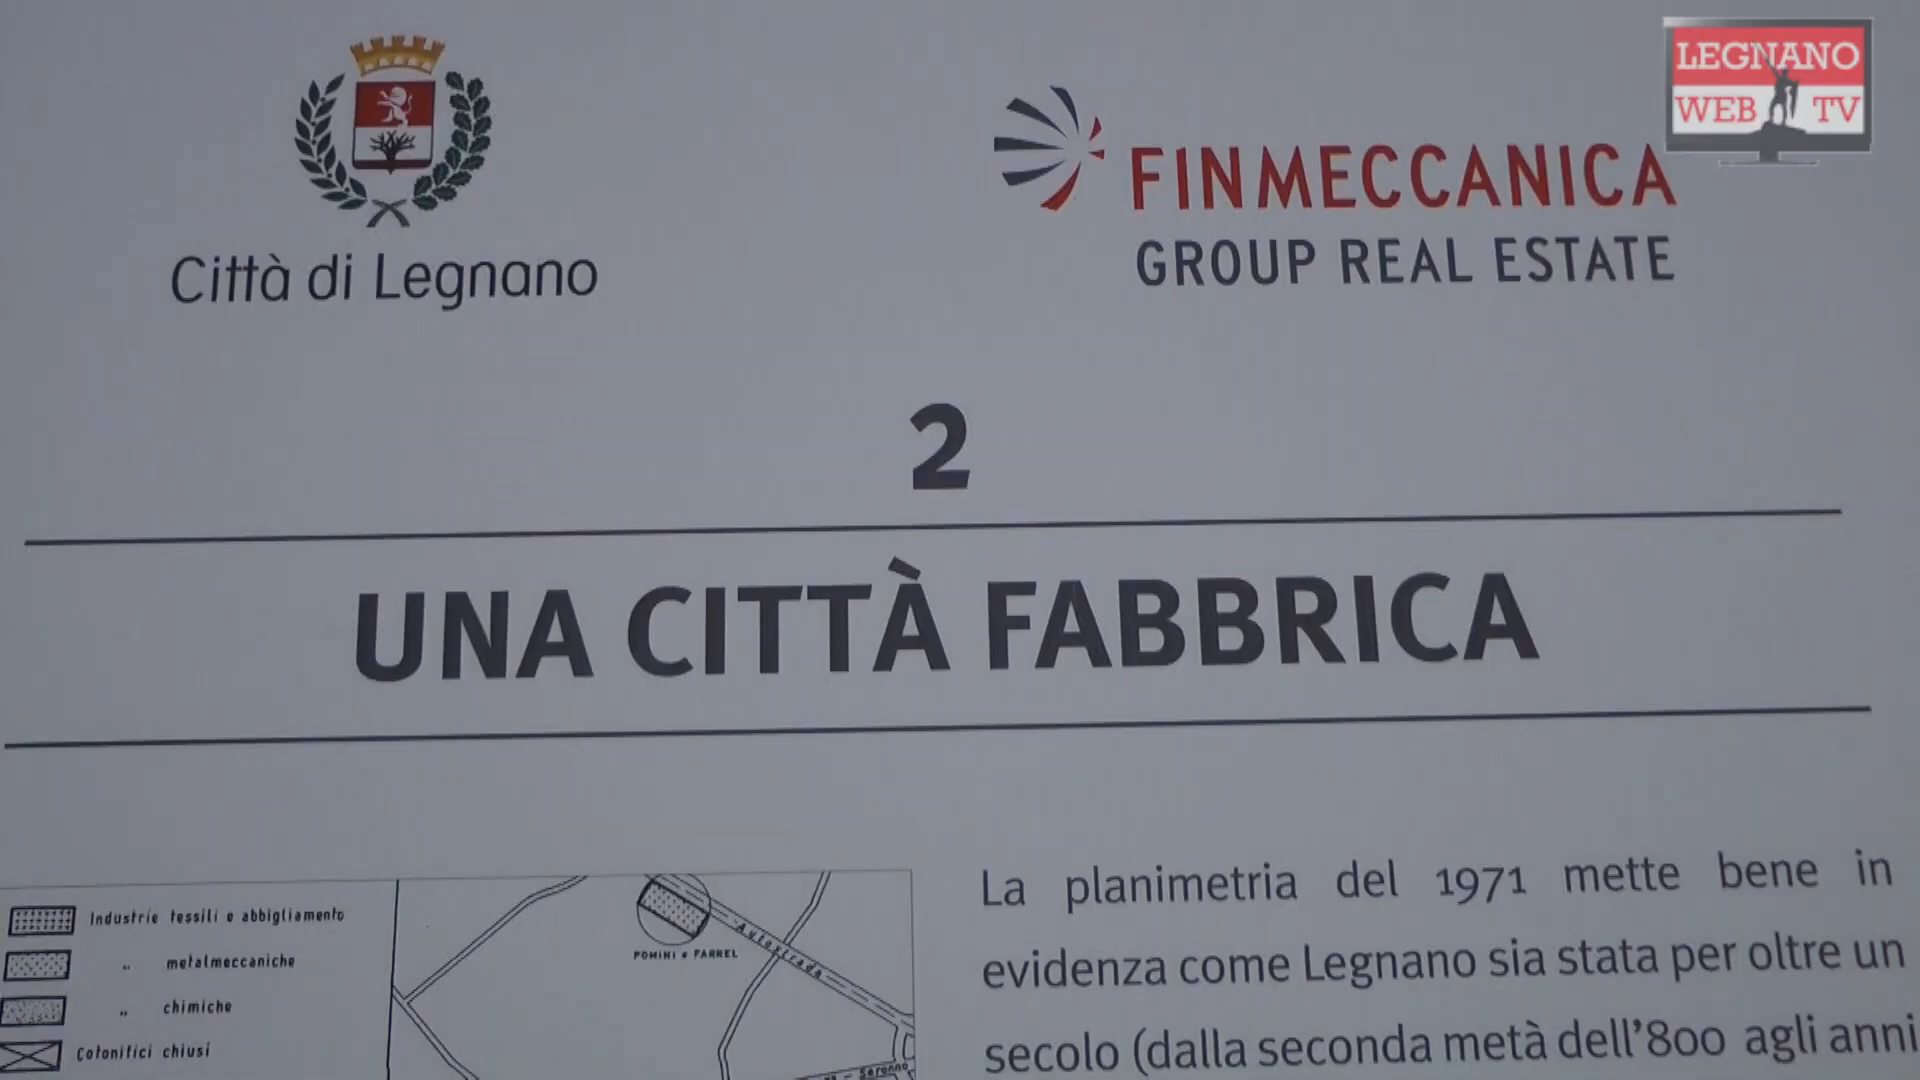 LEGNANO
WEB TV
Città di Legnano
FINMECCANICA
GROUP REAL ESTATE
2
UNA CITTÀ FABBRICA
Industrie tessili e abbigliamento
„ metalmeccaniche
„ chimiche
Cotonifici chiusi
POMINI e FARREL
Autostrada
Saronno
La planimetria del 1971 mette bene in
evidenza come Legnano sia stata per oltre un
secolo (dalla seconda metà dell’800 agli anni